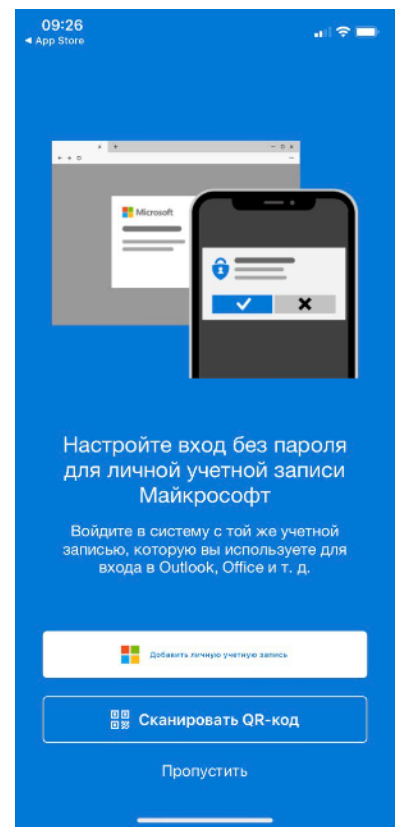 09:26
◀ App Store
Microsoft
Настройте вход без пароля
для личной учетной записи
Майкрософт
Войдите в систему с той же учетной
записью, которую вы используете для
входа в Outlook, Office и т. д.
Добавить личную учетную запись
Сканировать QR-код
Пропустить